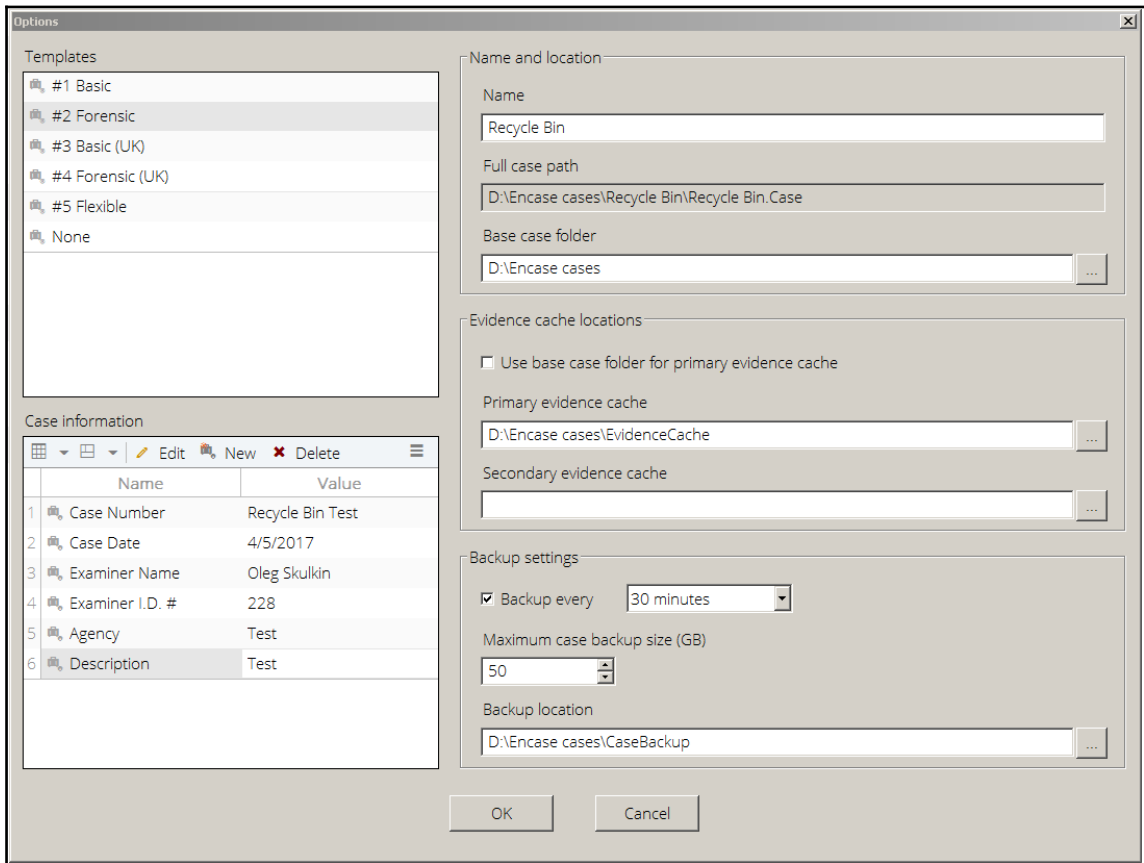 Options
Templates
#1 Basic
#2 Forensic
#3 Basic (UK)
#4 Forensic (UK)
#5 Flexible
None
Case information
Edit New Delete
Name Value
1 Case Number Recycle Bin Test
2 Case Date 4/5/2017
3 Examiner Name Oleg Skulkin
4 Examiner I.D. # 228
5 Agency Test
6 Description Test
Name and location
Name
Recycle Bin
Full case path
D:\Encase cases\Recycle Bin\Recycle Bin.Case
Base case folder
D:\Encase cases
...
Evidence cache locations
Use base case folder for primary evidence cache
Primary evidence cache
D:\Encase cases\EvidenceCache
...
Secondary evidence cache
...
Backup settings
Backup every 30 minutes
Maximum case backup size (GB)
50
Backup location
D:\Encase cases\CaseBackup
...
OK Cancel